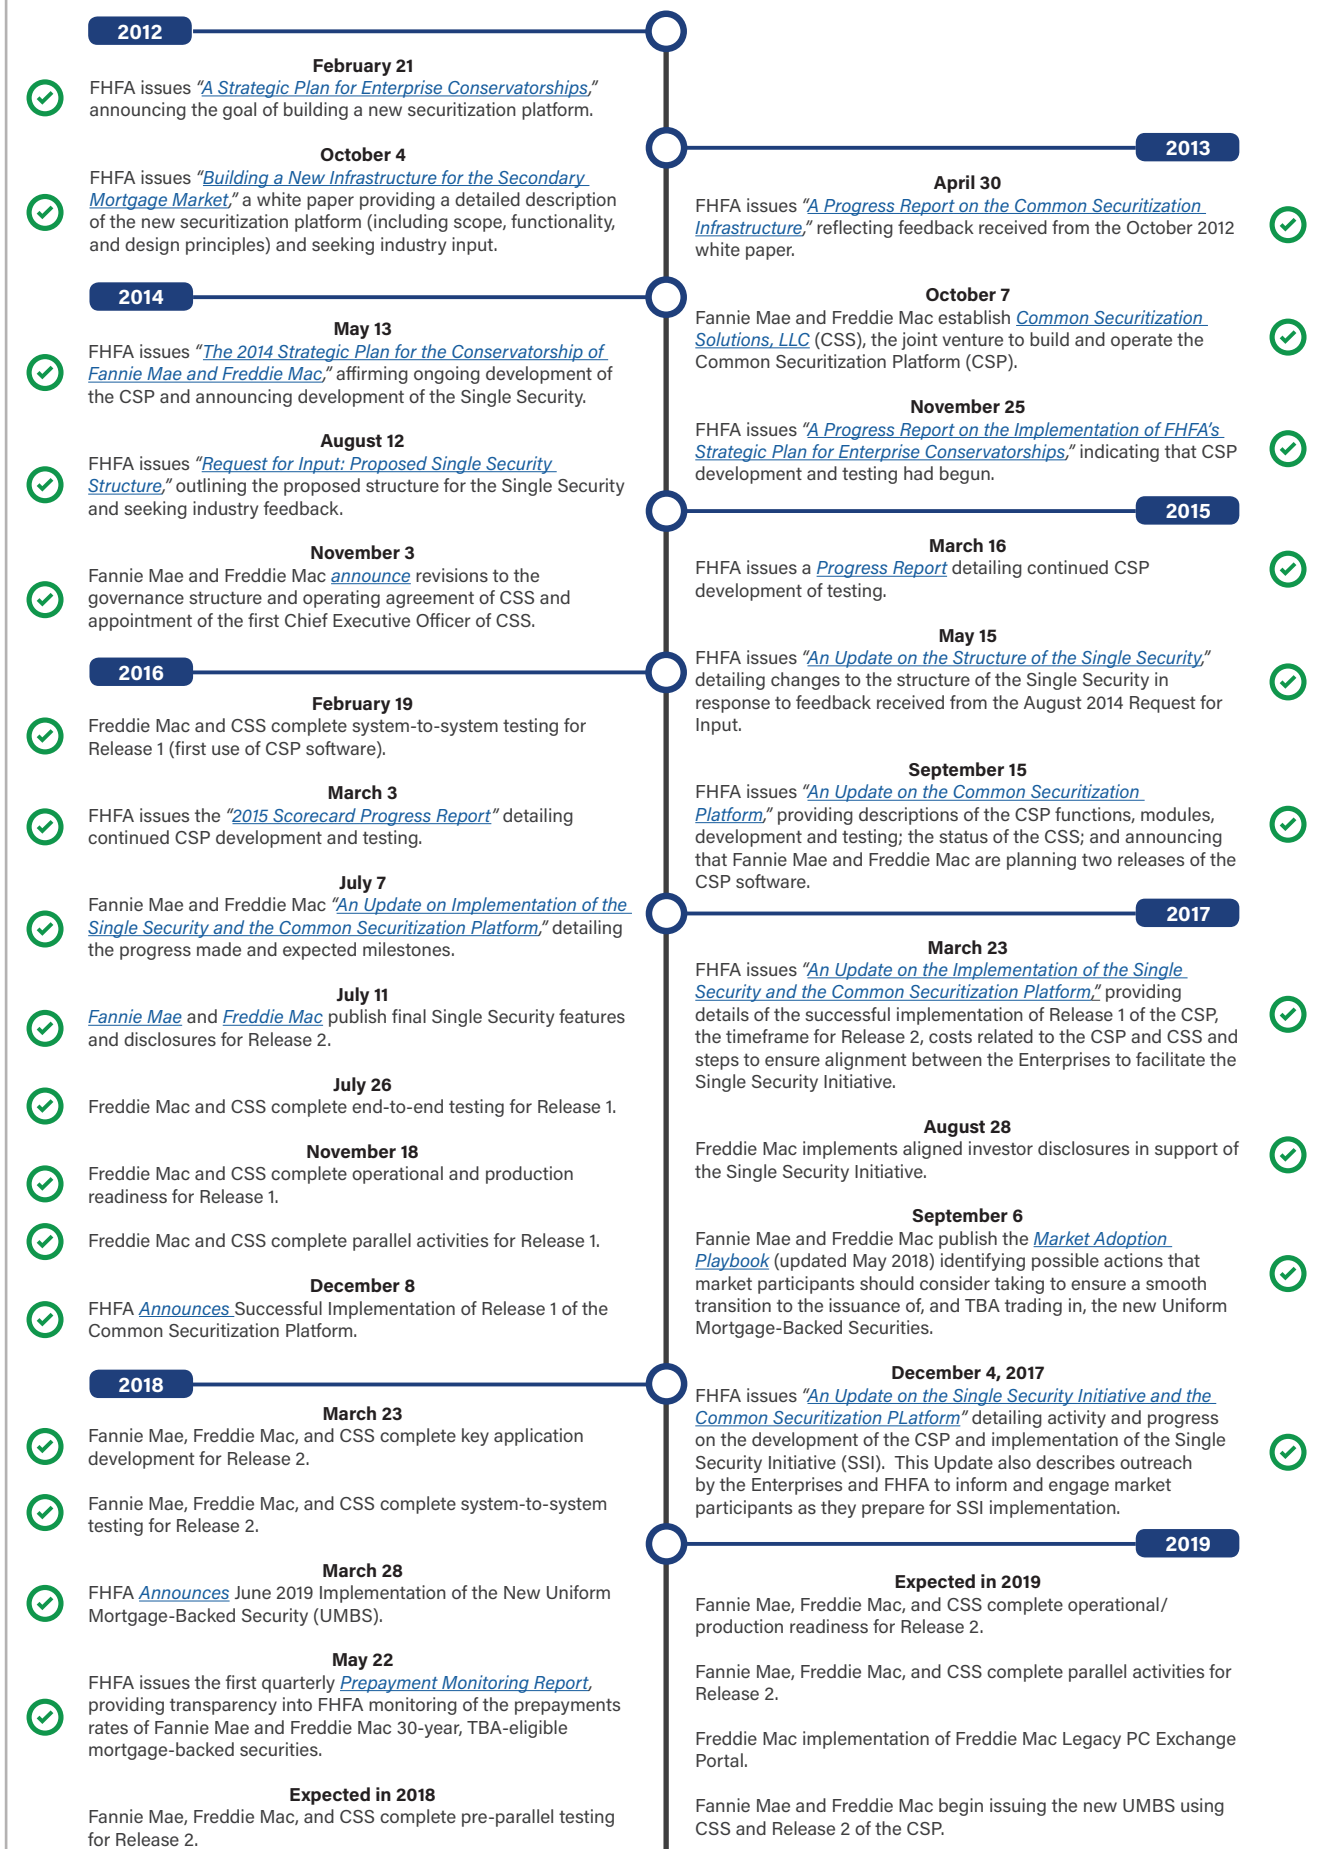 2012
February 21
FHFA issues “A Strategic Plan for Enterprise Conservatorships,”
announcing the goal of building a new securitization platform.
October 4
FHFA issues “Building a New Infrastructure for the Secondary
Mortgage Market,” a white paper providing a detailed description
of the new securitization platform (including scope, functionality,
and design principles) and seeking industry input.
2013
April 30
FHFA issues “A Progress Report on the Common Securitization
Infrastructure,” reflecting feedback received from the October 2012
white paper.
October 7
Fannie Mae and Freddie Mac establish Common Securitization
Solutions, LLC (CSS), the joint venture to build and operate the
Common Securitization Platform (CSP).
November 25
FHFA issues “A Progress Report on the Implementation of FHFA’s
Strategic Plan for Enterprise Conservatorships,” indicating that CSP
development and testing had begun.
2014
May 13
FHFA issues “The 2014 Strategic Plan for the Conservatorship of
Fannie Mae and Freddie Mac,” affirming ongoing development of
the CSP and announcing development of the Single Security.
August 12
FHFA issues “Request for Input: Proposed Single Security
Structure,” outlining the proposed structure for the Single Security
and seeking industry feedback.
November 3
Fannie Mae and Freddie Mac announce revisions to the
governance structure and operating agreement of CSS and
appointment of the first Chief Executive Officer of CSS.
2015
March 16
FHFA issues a Progress Report detailing continued CSP
development of testing.
May 15
FHFA issues “An Update on the Structure of the Single Security,”
detailing changes to the structure of the Single Security in
response to feedback received from the August 2014 Request for
Input.
September 15
FHFA issues “An Update on the Common Securitization
Platform,” providing descriptions of the CSP functions, modules,
development and testing; the status of the CSS; and announcing
that Fannie Mae and Freddie Mac are planning two releases of the
CSP software.
2016
February 19
Freddie Mac and CSS complete system-to-system testing for
Release 1 (first use of CSP software).
March 3
FHFA issues the “2015 Scorecard Progress Report” detailing
continued CSP development and testing.
July 7
Fannie Mae and Freddie Mac “An Update on Implementation of the
Single Security and the Common Securitization Platform,” detailing
the progress made and expected milestones.
July 11
Fannie Mae and Freddie Mac publish final Single Security features
and disclosures for Release 2.
July 26
Freddie Mac and CSS complete end-to-end testing for Release 1.
November 18
Freddie Mac and CSS complete operational and production
readiness for Release 1.
Freddie Mac and CSS complete parallel activities for Release 1.
December 8
FHFA Announces Successful Implementation of Release 1 of the
Common Securitization Platform.
2017
March 23
FHFA issues “An Update on the Implementation of the Single
Security and the Common Securitization Platform,” providing
details of the successful implementation of Release 1 of the CSP,
the timeframe for Release 2, costs related to the CSP and CSS and
steps to ensure alignment between the Enterprises to facilitate the
Single Security Initiative.
August 28
Freddie Mac implements aligned investor disclosures in support of
the Single Security Initiative.
September 6
Fannie Mae and Freddie Mac publish the Market Adoption
Playbook (updated May 2018) identifying possible actions that
market participants should consider taking to ensure a smooth
transition to the issuance of, and TBA trading in, the new Uniform
Mortgage-Backed Securities.
December 4, 2017
FHFA issues “An Update on the Single Security Initiative and the
Common Securitization PLatform” detailing activity and progress
on the development of the CSP and implementation of the Single
Security Initiative (SSI). This Update also describes outreach
by the Enterprises and FHFA to inform and engage market
participants as they prepare for SSI implementation.
2018
March 23
Fannie Mae, Freddie Mac, and CSS complete key application
development for Release 2.
Fannie Mae, Freddie Mac, and CSS complete system-to-system
testing for Release 2.
March 28
FHFA Announces June 2019 Implementation of the New Uniform
Mortgage-Backed Security (UMBS).
May 22
FHFA issues the first quarterly Prepayment Monitoring Report,
providing transparency into FHFA monitoring of the prepayments
rates of Fannie Mae and Freddie Mac 30-year, TBA-eligible
mortgage-backed securities.
Expected in 2018
Fannie Mae, Freddie Mac, and CSS complete pre-parallel testing
for Release 2.
2019
Expected in 2019
Fannie Mae, Freddie Mac, and CSS complete operational/
production readiness for Release 2.
Fannie Mae, Freddie Mac, and CSS complete parallel activities for
Release 2.
Freddie Mac implementation of Freddie Mac Legacy PC Exchange
Portal.
Fannie Mae and Freddie Mac begin issuing the new UMBS using
CSS and Release 2 of the CSP.